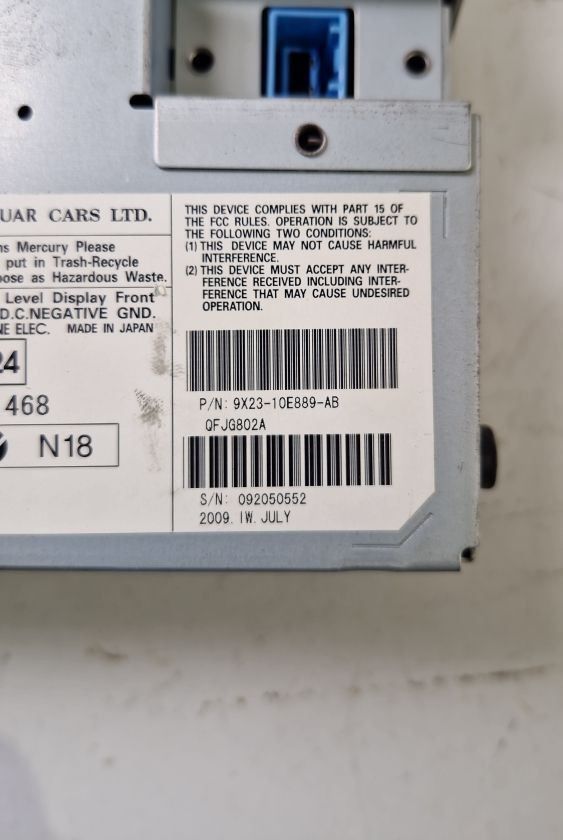 UAR CARS LTD.
ns Mercury Please
put in Trash-Recycle
ose as Hazardous Waste.
Level Display Front
D.C.NEGATIVE GND.
NE ELEC. MADE IN JAPAN
24
468
N18
THIS DEVICE COMPLIES WITH PART 15 OF
THE FCC RULES. OPERATION IS SUBJECT TO
THE FOLLOWING TWO CONDITIONS:
(1) THIS DEVICE MAY NOT CAUSE HARMFUL
INTERFERENCE.
(2) THIS DEVICE MUST ACCEPT ANY INTER-
FERENCE RECEIVED INCLUDING INTER-
FERENCE THAT MAY CAUSE UNDESIRED
OPERATION.
P/N: 9X23-10E889-AB
QFJG802A
S/N: 092050552
2009. 1W. JULY